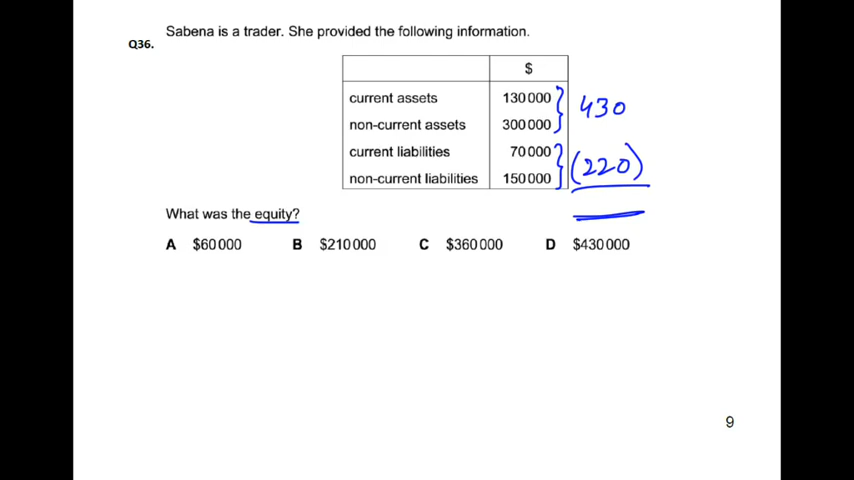 Sabena is a trader. She provided the following information.
Q36.
$
current assets 130 000 430
non-current assets 300 000
current liabilities 70 000 (220)
non-current liabilities 150 000
What was the equity?
A $60 000 B $210 000 C $360 000 D $430 000
9